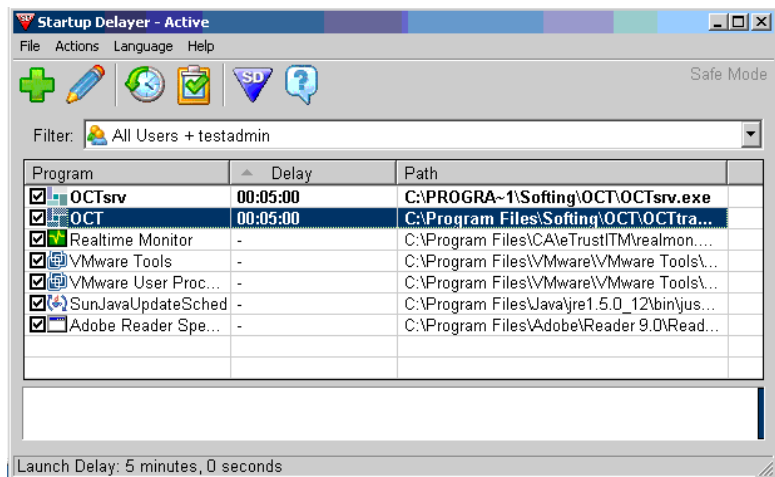 Startup Delayer - Active
File Actions Language Help
SD
Safe Mode
Filter: All Users + testadmin
Program Delay Path
OCTsrv 00:05:00 C:\PROGRA~1\Softing\OCT\OCTsrv.exe
OCT 00:05:00 C:\Program Files\Softing\OCT\OCTtra...
Realtime Monitor - C:\Program Files\CA\eTrustITM\realmon....
VMware Tools - C:\Program Files\VMware\VMware Tools\...
VMware User Proc... - C:\Program Files\VMware\VMware Tools\...
SunJavaUpdateSched - C:\Program Files\Java\jre1.5.0_12\bin\jus...
Adobe Reader Spe... - C:\Program Files\Adobe\Reader 9.0\Read...
Launch Delay: 5 minutes, 0 seconds